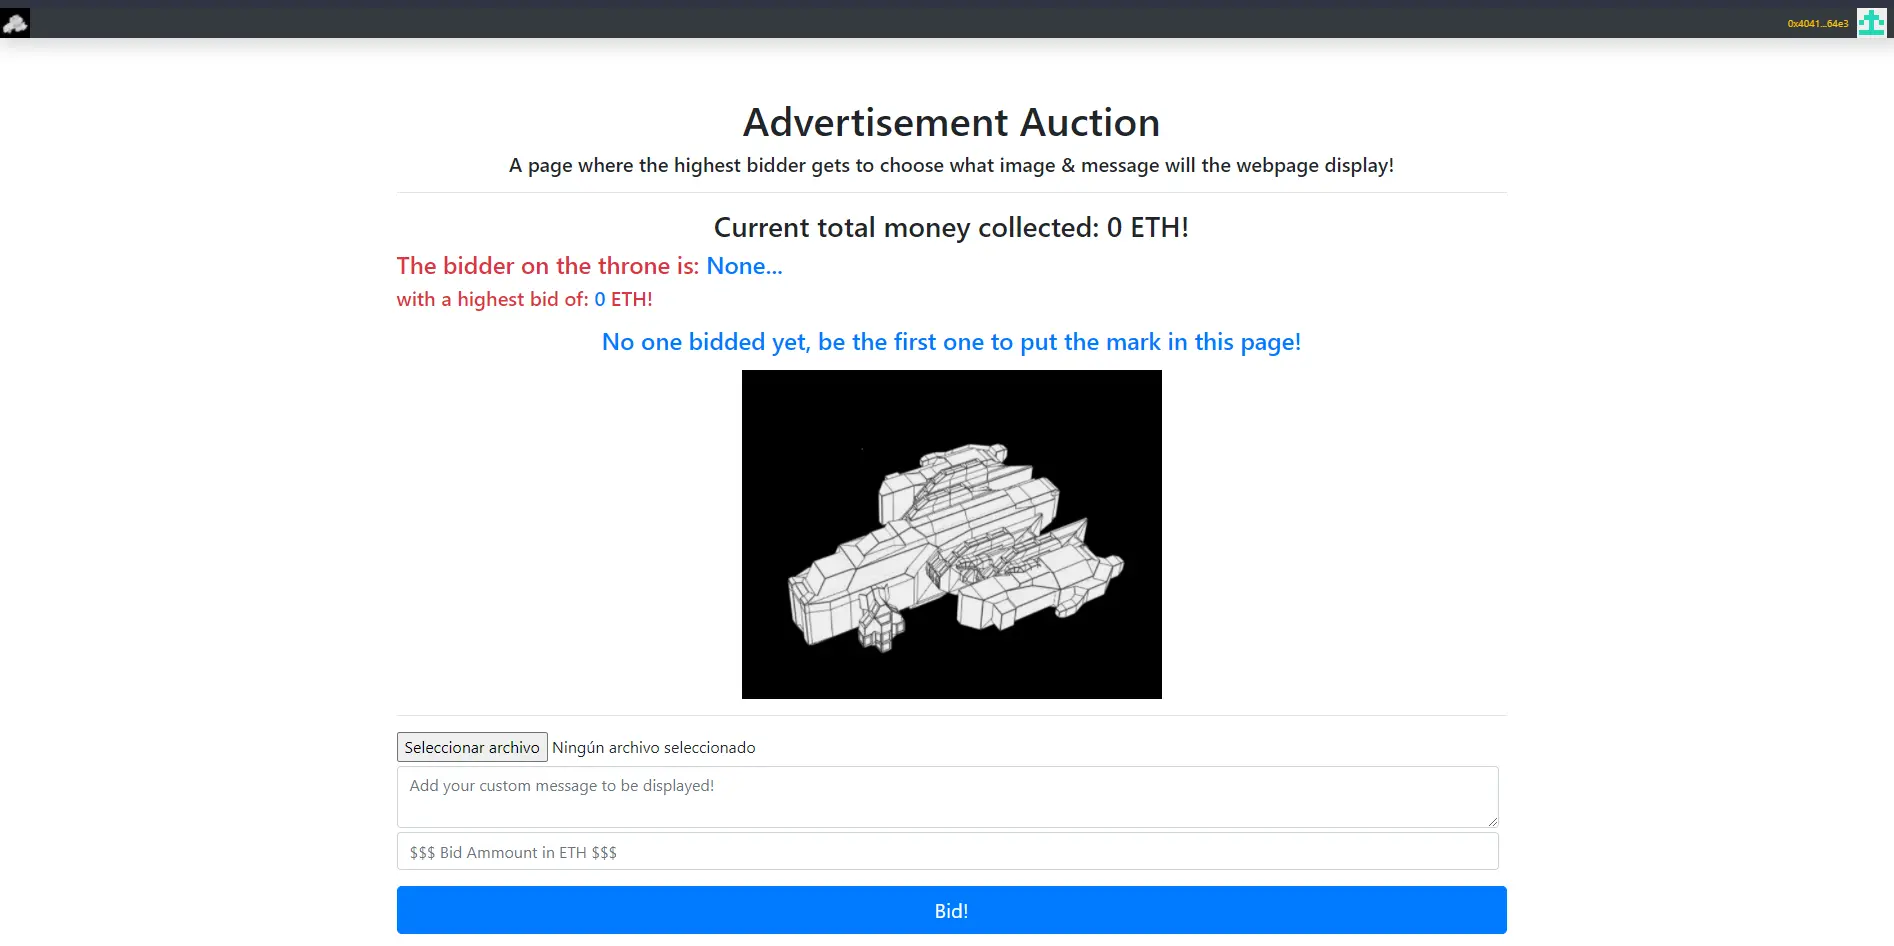 0x4041...64e3
Advertisement Auction
A page where the highest bidder gets to choose what image & message will the webpage display!
Current total money collected: 0 ETH!
The bidder on the throne is: None...
with a highest bid of: 0 ETH!
No one bidded yet, be the first one to put the mark in this page!
Seleccionar archivo Ningún archivo seleccionado
Add your custom message to be displayed!
$$$ Bid Ammount in ETH $$$
Bid!